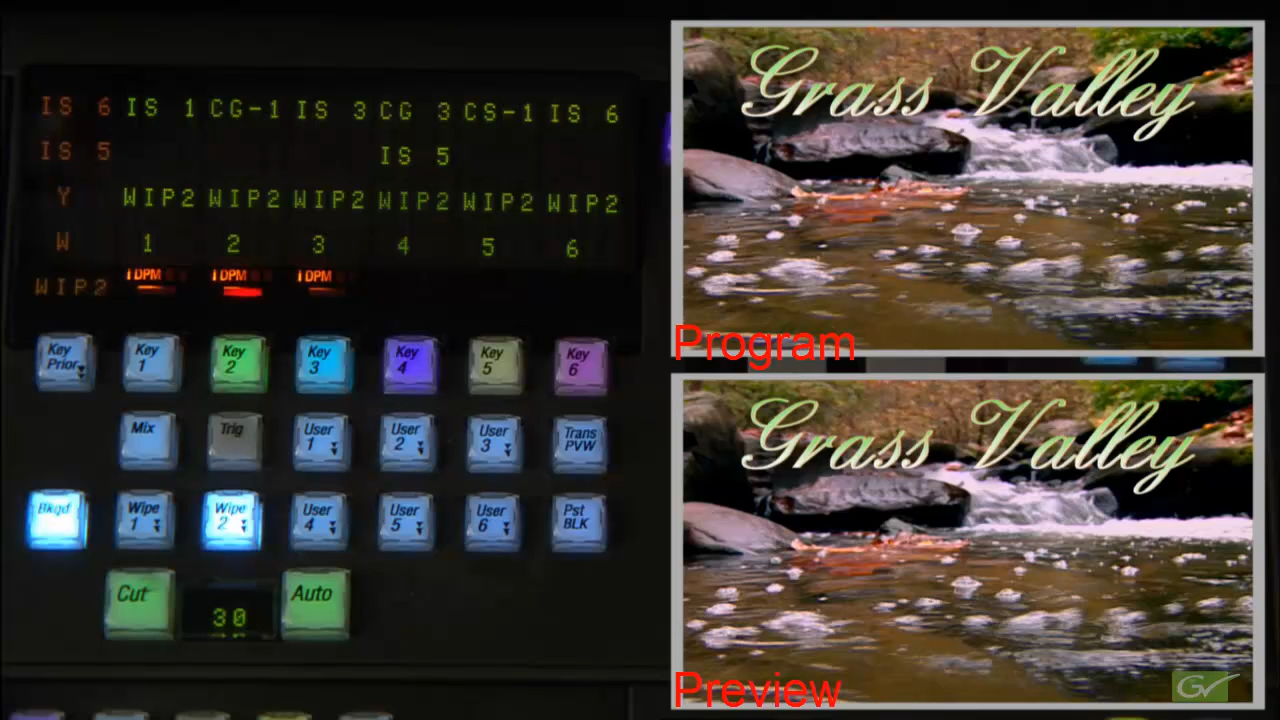 IS 6 IS 1 CG-1 IS 3 CG 3 CS-1 IS 6
IS 5 IS 5
Y WIP2 WIP2 WIP2 WIP2 WIP2 WIP2
W 1 2 3 4 5 6
DPM DPM DPM
WIP2
Key Prior Key 1 Key 2 Key 3 Key 4 Key 5 Key 6
Mix Trig User 1 User 2 User 3 Trans PVW
Bkgd Wipe 1 Wipe 2 User 4 User 5 User 6 Pst BLK
Cut 30 Auto
Grass Valley
Program
Grass Valley
Preview
GV